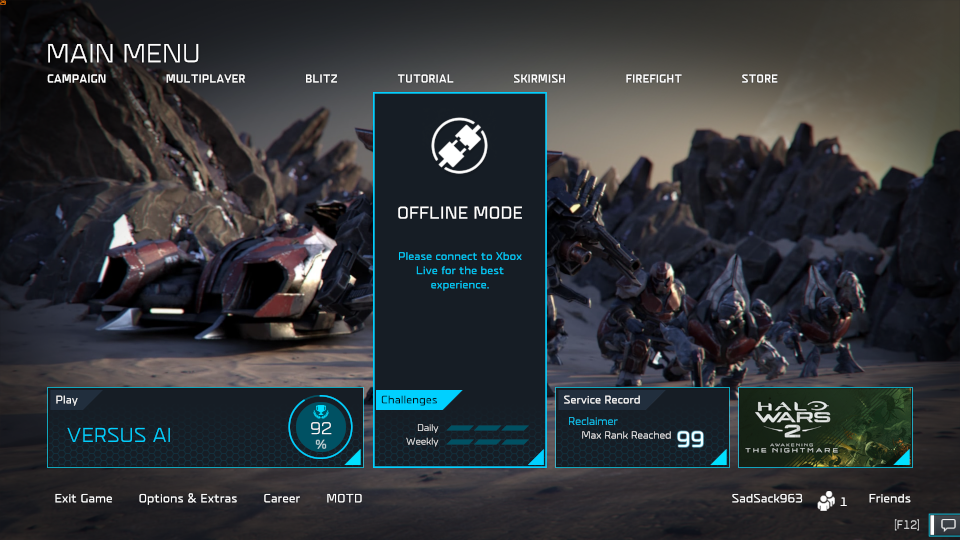 MAIN MENU
CAMPAIGN MULTIPLAYER BLITZ TUTORIAL SKIRMISH FIREFIGHT STORE
OFFLINE MODE
Please connect to Xbox
Live for the best
experience.
Play
VERSUS AI
92
%
Challenges
Daily
Weekly
Service Record
Reclaimer
Max Rank Reached 99
HALO
WARS
2
AWAKENING
THE NIGHTMARE
Exit Game Options & Extras Career MOTD SadSack963 1 Friends
[F12]